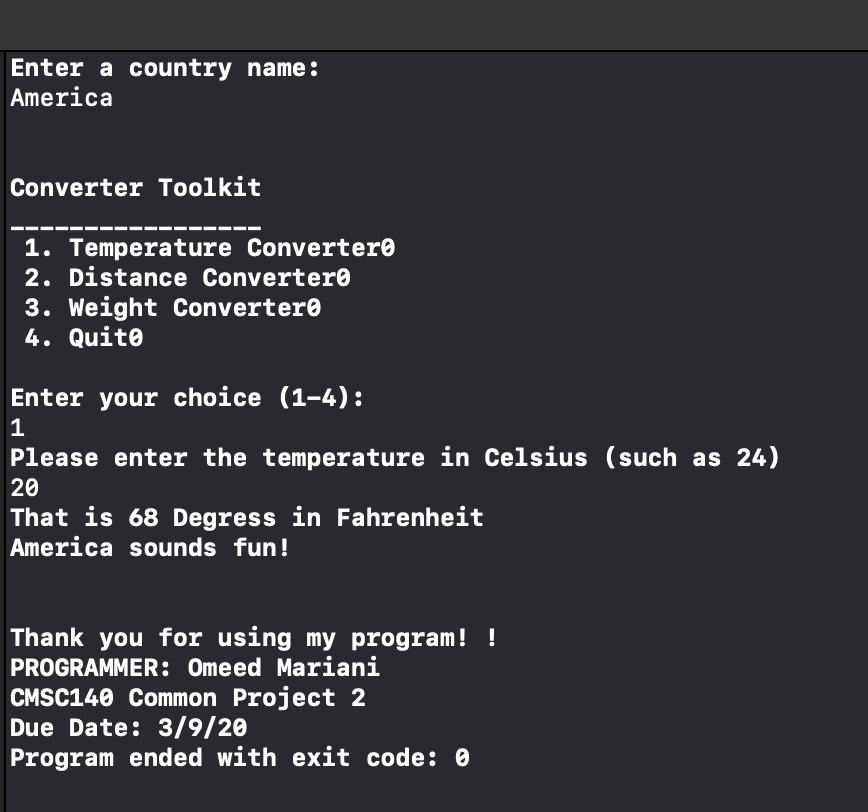 Enter a country name:
America
Converter Toolkit
_________________
1. Temperature Converter0
2. Distance Converter0
3. Weight Converter0
4. Quit0
Enter your choice (1-4):
1
Please enter the temperature in Celsius (such as 24)
20
That is 68 Degress in Fahrenheit
America sounds fun!
Thank you for using my program! !
PROGRAMMER: Omeed Mariani
CMSC140 Common Project 2
Due Date: 3/9/20
Program ended with exit code: 0